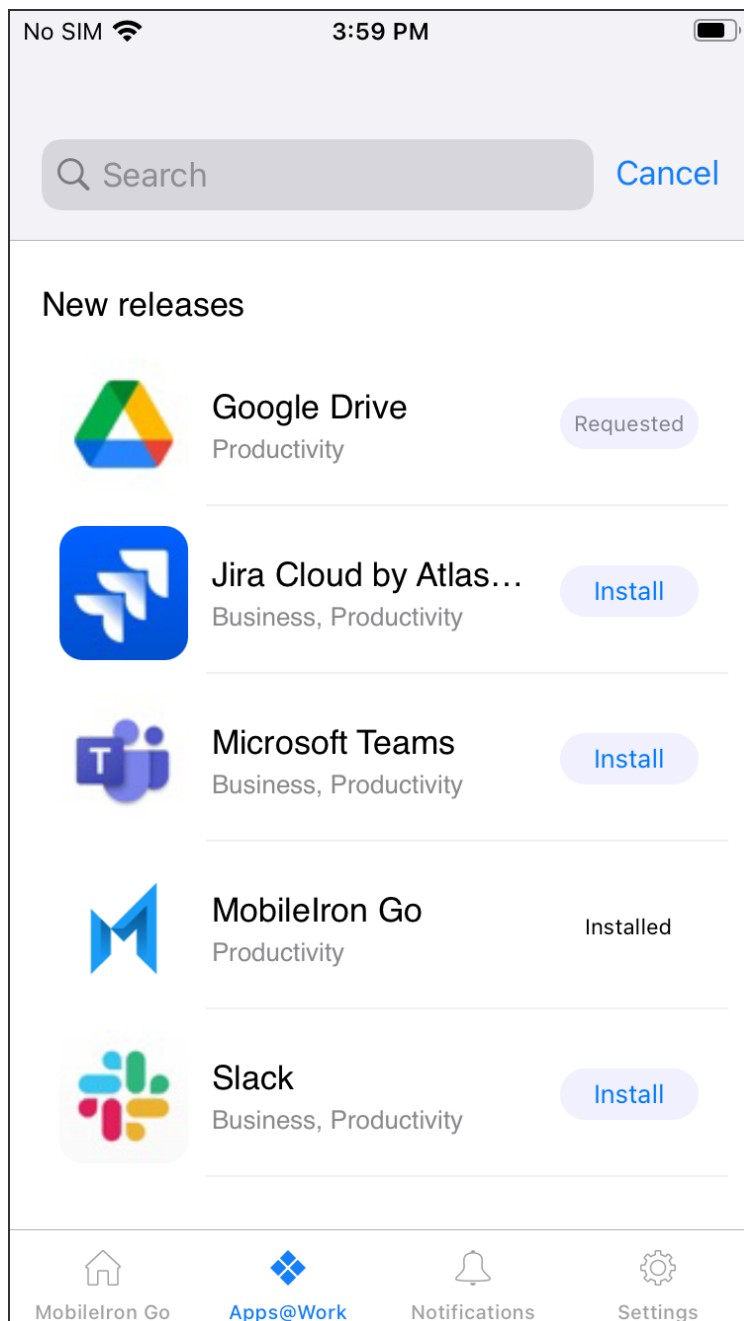 No SIM 3:59 PM
Search Cancel
New releases
Google Drive
Productivity
Requested
Jira Cloud by Atlas...
Business, Productivity
Install
T
Microsoft Teams
Business, Productivity
Install
MobileIron Go
Productivity
Installed
Slack
Business, Productivity
Install
MobileIron Go Apps@Work Notifications Settings